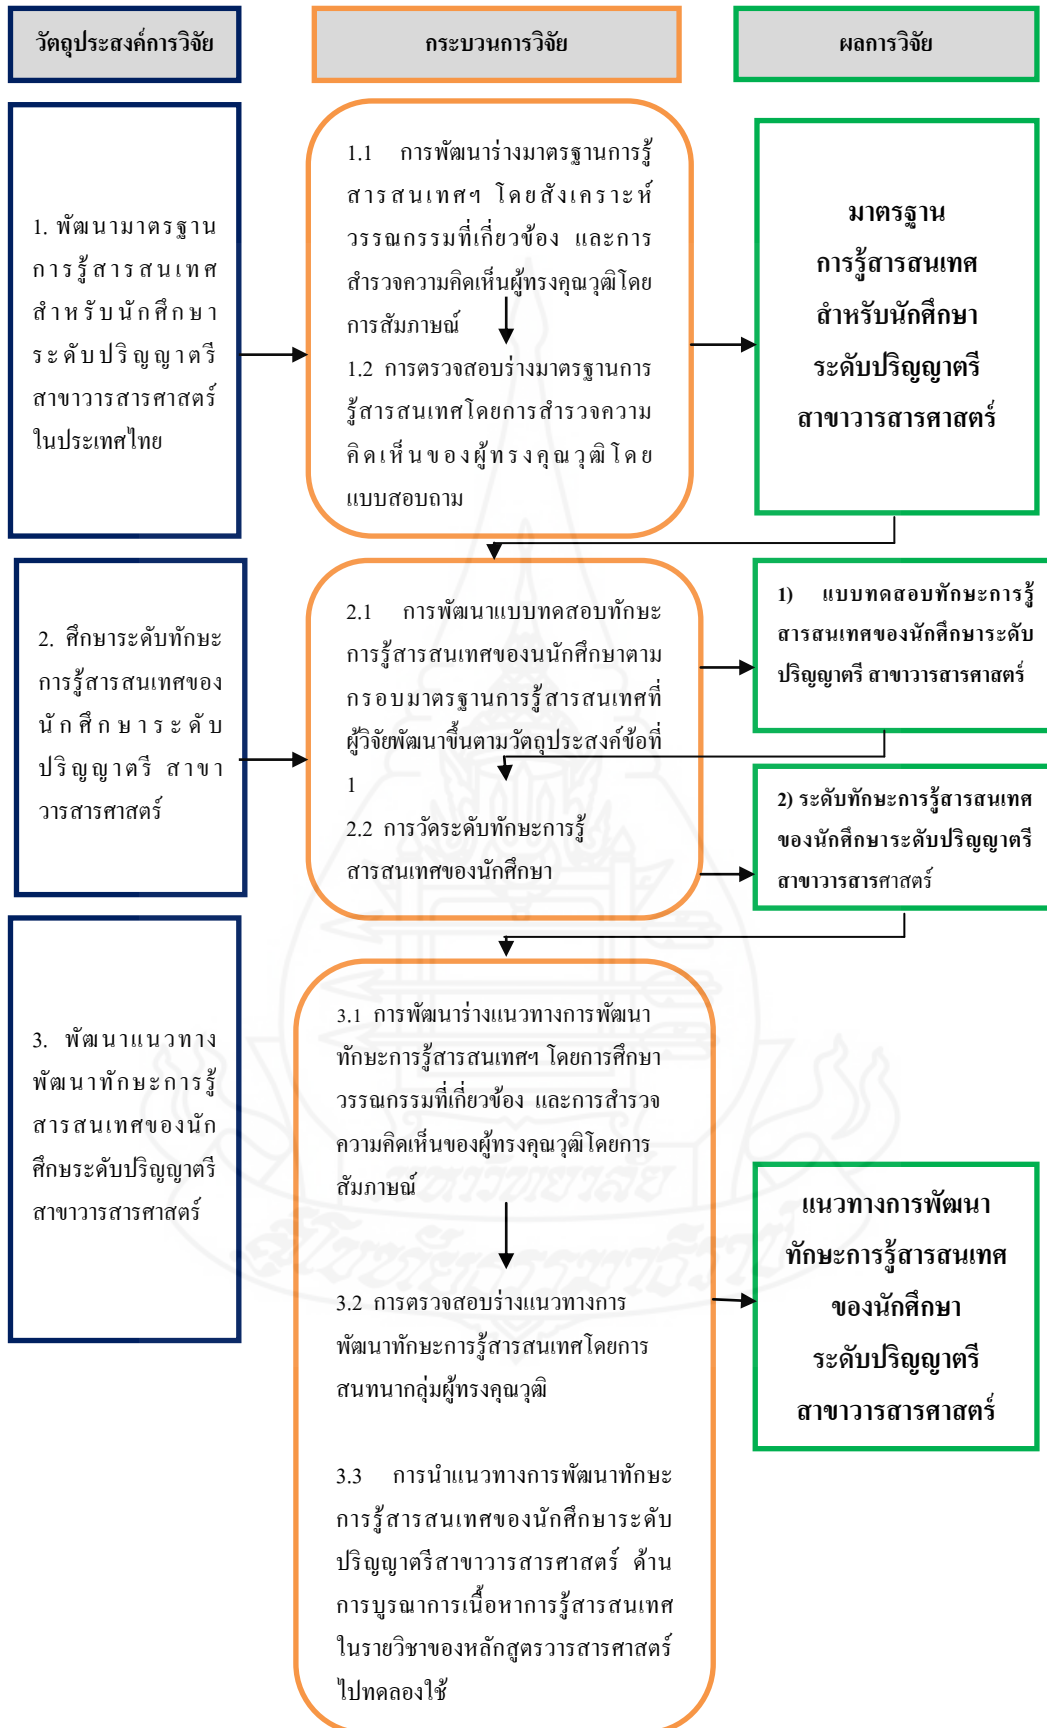 วัตถุประสงค์การวิจัย
กระบวนการวิจัย
ผลการวิจัย
1. พัฒนามาตรฐาน
การรู้สารสนเทศ
สำหรับนักศึกษา
ระดับปริญญาตรี
สาขาวารสารศาสตร์
ในประเทศไทย
1.1 การพัฒนาร่างมาตรฐานการรู้
สารสนเทศฯ โดยสังเคราะห์
วรรณกรรมที่เกี่ยวข้อง และการ
สำรวจความคิดเห็นผู้ทรงคุณวุฒิโดย
การสัมภาษณ์
1.2 การตรวจสอบร่างมาตรฐานการ
รู้สารสนเทศโดยการสำรวจความ
คิดเห็นของผู้ทรงคุณวุฒิโดย
แบบสอบถาม
มาตรฐาน
การรู้สารสนเทศ
สำหรับนักศึกษา
ระดับปริญญาตรี
สาขาวารสารศาสตร์
2. ศึกษาระดับทักษะ
การรู้สารสนเทศของ
นักศึกษาระดับ
ปริญญาตรี สาขา
วารสารศาสตร์
2.1 การพัฒนาแบบทดสอบทักษะ
การรู้สารสนเทศของนนักศึกษาตาม
กรอบมาตรฐานการรู้สารสนเทศที่
ผู้วิจัยพัฒนาขึ้นตามวัตถุประสงค์ข้อที่
1
2.2 การวัดระดับทักษะการรู้
สารสนเทศของนักศึกษา
1) แบบทดสอบทักษะการรู้
สารสนเทศของนักศึกษาระดับ
ปริญญาตรี สาขาวารสารศาสตร์
2) ระดับทักษะการรู้สารสนเทศ
ของนักศึกษาระดับปริญญาตรี
สาขาวารสารศาสตร์
3. พัฒนาแนวทาง
พัฒนาทักษะการรู้
สารสนเทศของนัก
ศึกษระดับปริญญาตรี
สาขาวารสารศาสตร์
3.1 การพัฒนาร่างแนวทางการพัฒนา
ทักษะการรู้สารสนเทศฯ โดยการศึกษา
วรรณกรรมที่เกี่ยวข้อง และการสำรวจ
ความคิดเห็นของผู้ทรงคุณวุฒิโดยการ
สัมภาษณ์
3.2 การตรวจสอบร่างแนวทางการ
พัฒนาทักษะการรู้สารสนเทศโดยการ
สนทนากลุ่มผู้ทรงคุณวุฒิ
3.3 การนำแนวทางการพัฒนาทักษะ
การรู้สารสนเทศของนักศึกษาระดับ
ปริญญาตรีสาขาวารสารศาสตร์ ด้าน
การบูรณาการเนื้อหาการรู้สารสนเทศ
ในรายวิชาของหลักสูตรวารสารศาสตร์
ไปทดลองใช้
แนวทางการพัฒนา
ทักษะการรู้สารสนเทศ
ของนักศึกษา
ระดับปริญญาตรี
สาขาวารสารศาสตร์
มหาวิทยาลัย
สุโขทัยธรรมาธิราช